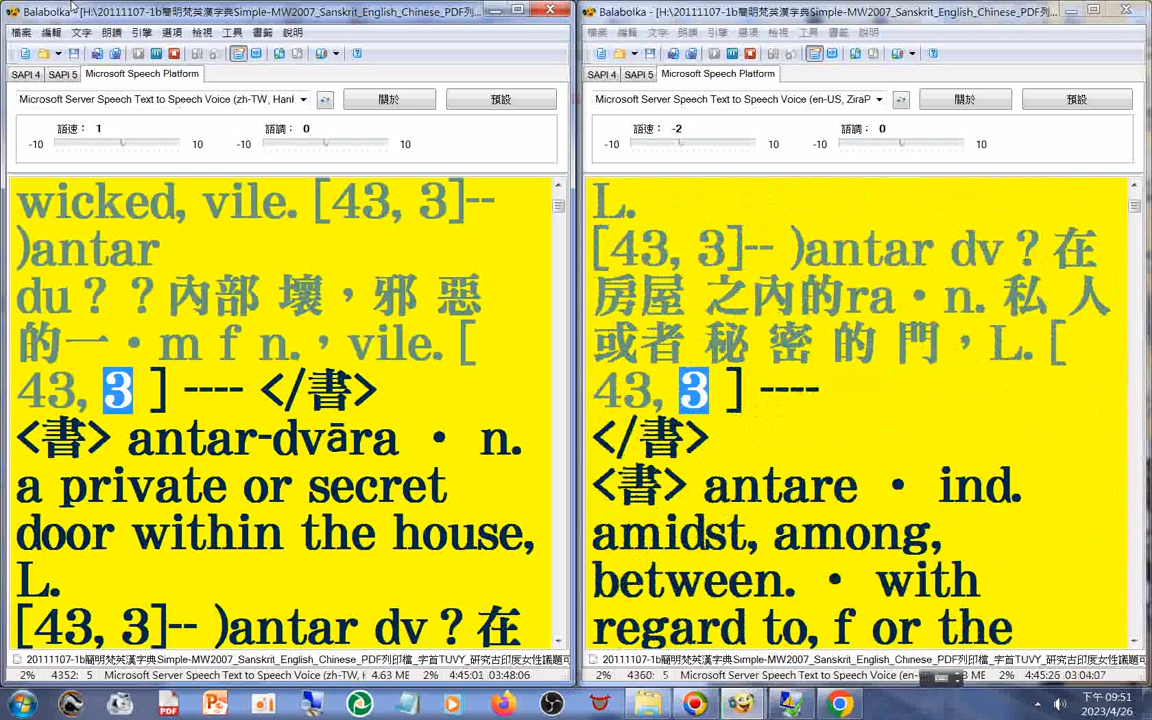 Balabolka - [H:\20111107-1b簡明梵英漢字典Simple-MW2007_Sanskrit_English_Chinese_PDF列...
檔案 編輯 文字 朗讀 引擎 選項 檢視 工具 書籤 說明
SAPI 4 SAPI 5 Microsoft Speech Platform
Microsoft Server Speech Text to Speech Voice (zh-TW, Hanl 關於 預設
語速： 1 語調： 0
-10 10 -10 10
wicked, vile. [43, 3]--
)antar
du？？內部 壞，邪 惡
的一・m f n.，vile. [
43, 3 ] ---- </書>
<書> antar-dvāra • n.
a private or secret
door within the house,
L.
[43, 3]-- )antar dv？在
20111107-1b簡明梵英漢字典Simple-MW2007_Sanskrit_English_Chinese_PDF列印檔_字首TUVY_研究古印度女性議題可
2% 4352: 5 Microsoft Server Speech Text to Speech Voice (zh-TW, H 4.63 ME 2% 4:45:01 03:48:06
Balabolka - [H:\20111107-1b簡明梵英漢字典Simple-MW2007_Sanskrit_English_Chinese_PDF列印...
檔案 編輯 文字 朗讀 引擎 選項 檢視 工具 書籤 說明
SAPI 4 SAPI 5 Microsoft Speech Platform
Microsoft Server Speech Text to Speech Voice (en-US, ZiraP 關於 預設
語速： -2 語調： 0
-10 10 -10 10
L.
[43, 3]-- )antar dv？在
房屋 之內的ra・n. 私 人
或者 秘 密 的 門，L. [
43, 3 ] ----
</書>
<書> antare • ind.
amidst, among,
between. • with
regard to, f or the
20111107-1b簡明梵英漢字典Simple-MW2007_Sanskrit_English_Chinese_PDF列印檔_字首TUVY_研究古印度女性議題可
2% 4360: 5 Microsoft Server Speech Text to Speech Voice (en-US, ZiraP 2% 4:45:26 03:04:07
下午 09:51
2023/4/26